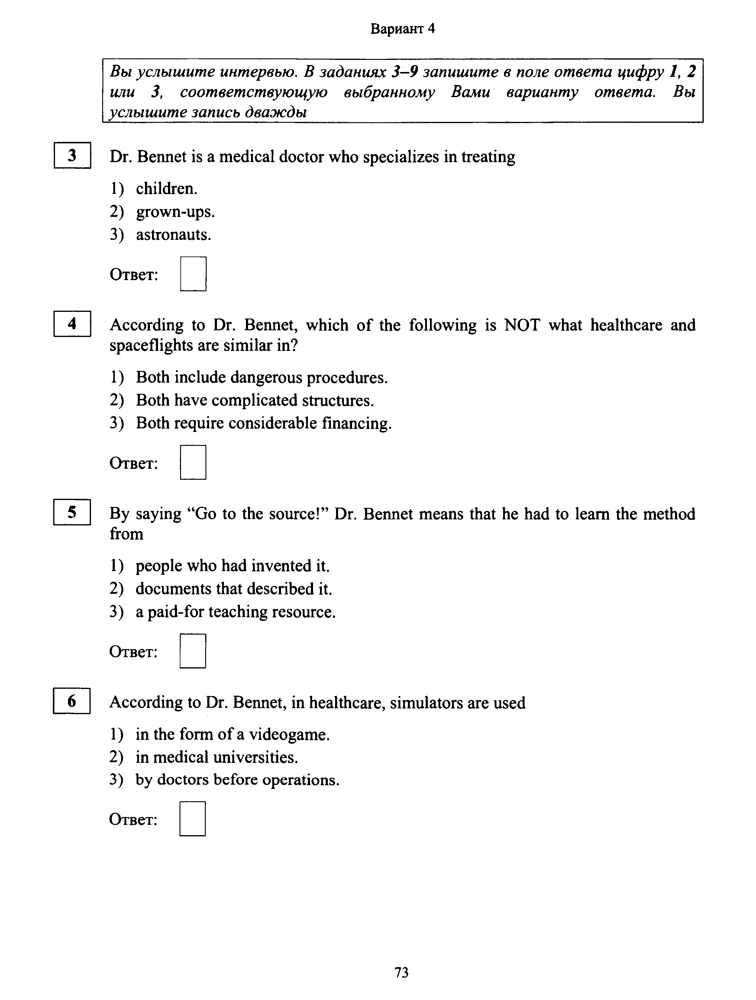 Вариант 4
Вы услышите интервью. В заданиях 3–9 запишите в поле ответа цифру 1, 2
или 3, соответствующую выбранному Вами варианту ответа. Вы
услышите запись дважды
3 Dr. Bennet is a medical doctor who specializes in treating
1) children.
2) grown-ups.
3) astronauts.
Ответ:
4 According to Dr. Bennet, which of the following is NOT what healthcare and
spaceflights are similar in?
1) Both include dangerous procedures.
2) Both have complicated structures.
3) Both require considerable financing.
Ответ:
5 By saying “Go to the source!” Dr. Bennet means that he had to learn the method
from
1) people who had invented it.
2) documents that described it.
3) a paid-for teaching resource.
Ответ:
6 According to Dr. Bennet, in healthcare, simulators are used
1) in the form of a videogame.
2) in medical universities.
3) by doctors before operations.
Ответ:
73